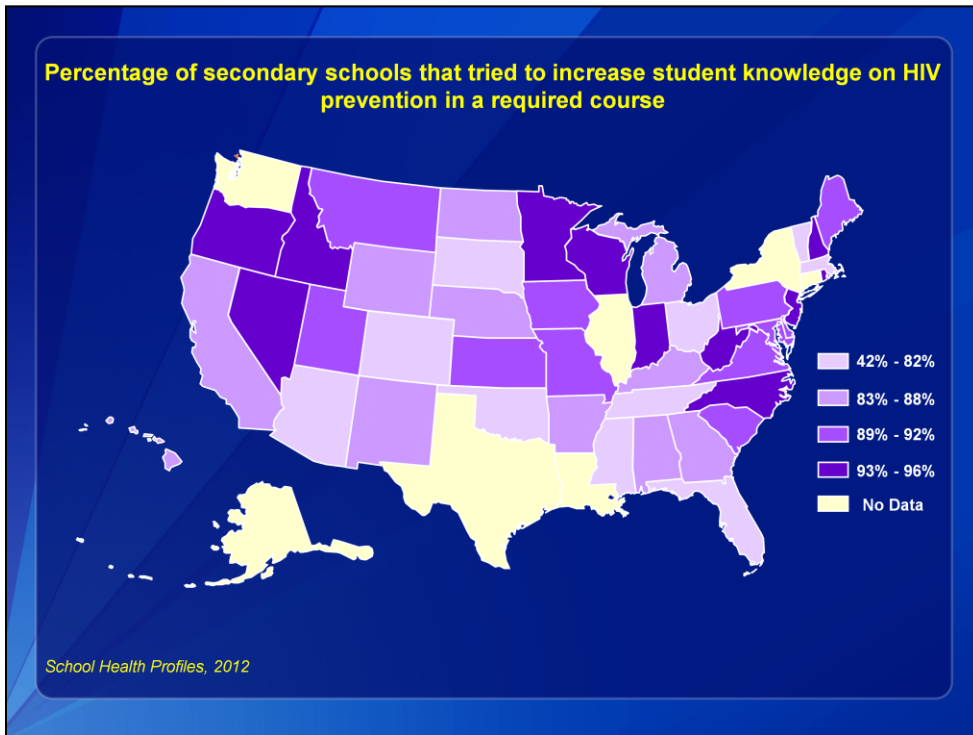 Percentage of secondary schools that tried to increase student knowledge on HIV
prevention in a required course
42% - 82%
83% - 88%
89% - 92%
93% - 96%
No Data
School Health Profiles, 2012